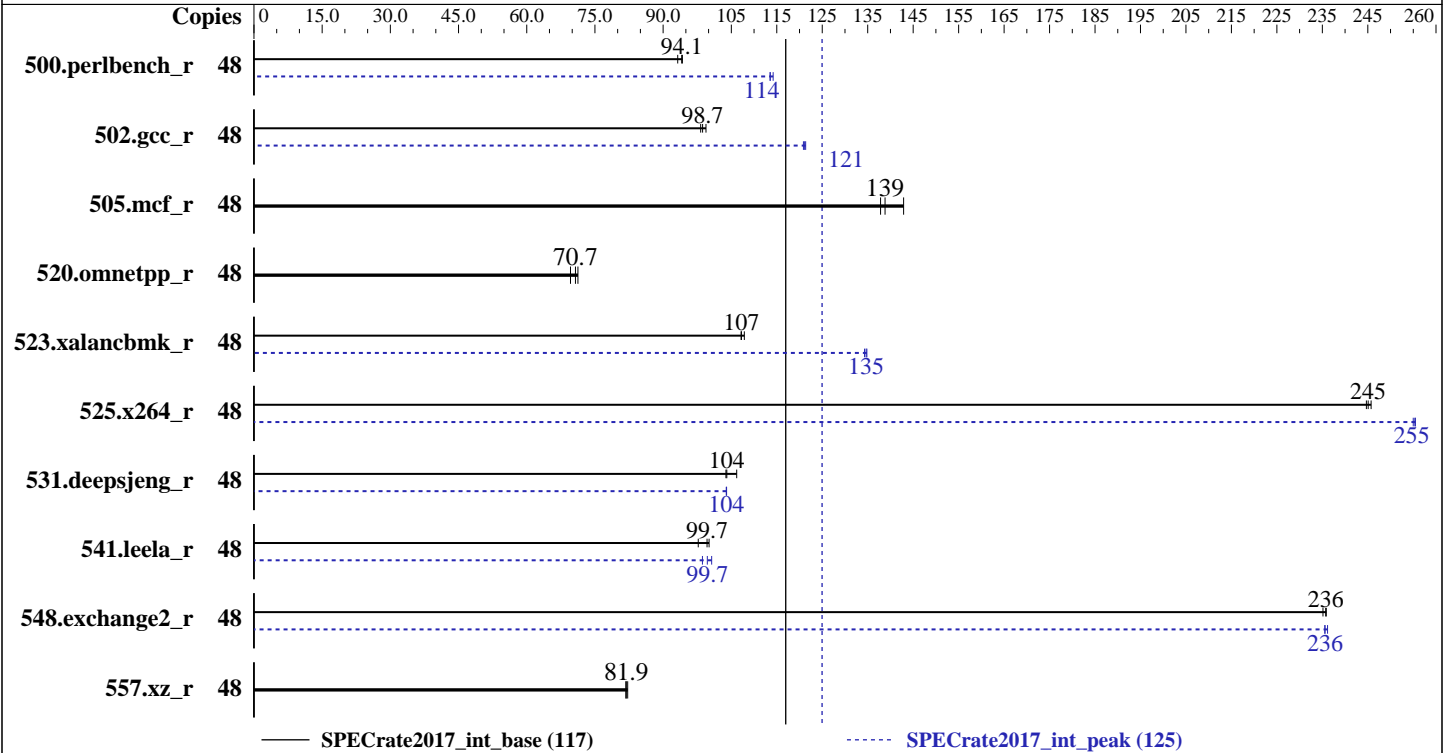 Copies 0 15.0 30.0 45.0 60.0 75.0 90.0 105 115 125 135 145 155 165 175 185 195 205 215 225 235 245 260
500.perlbench_r 48 94.1
114
502.gcc_r 48 98.7
121
505.mcf_r 48 139
520.omnetpp_r 48 70.7
523.xalancbmk_r 48 107
135
525.x264_r 48 245
255
531.deepsjeng_r 48 104
104
541.leela_r 48 99.7
99.7
548.exchange2_r 48 236
236
557.xz_r 48 81.9
SPECrate2017_int_base (117) SPECrate2017_int_peak (125)